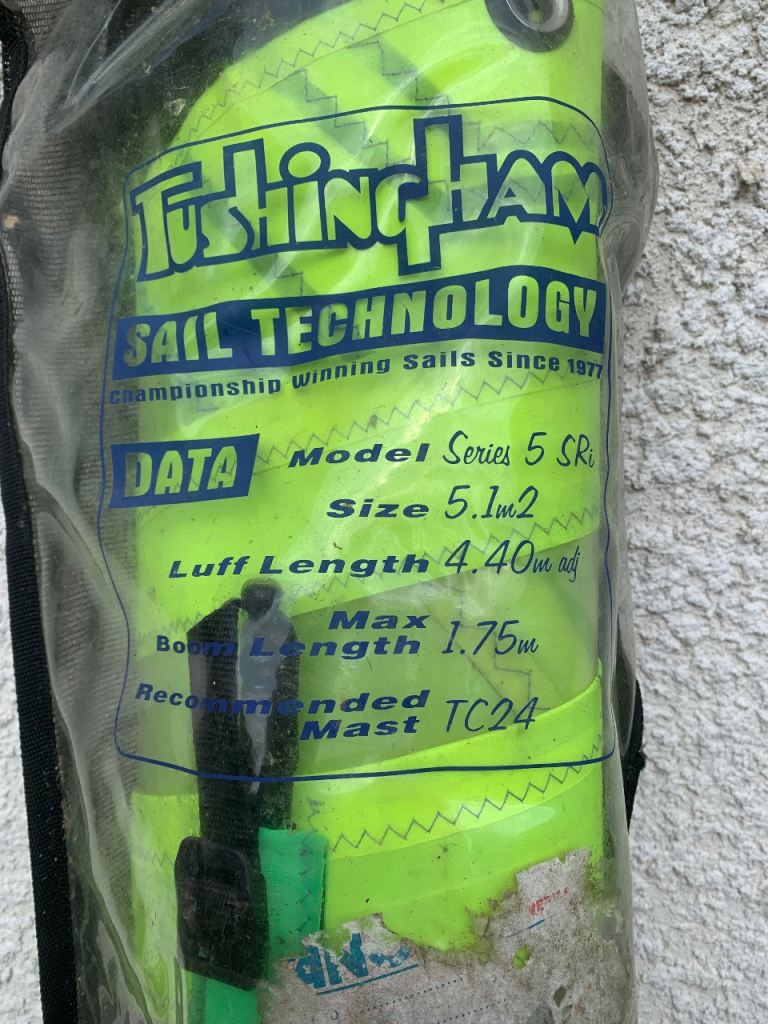 Tushingham
SAIL TECHNOLOGY
Championship Winning Sails Since 1977
DATA
Model Series 5 SRi
Size 5.1m2
Luff Length 4.40m adj
Max
Boom Length 1.75m
Recommended
Mast TC24